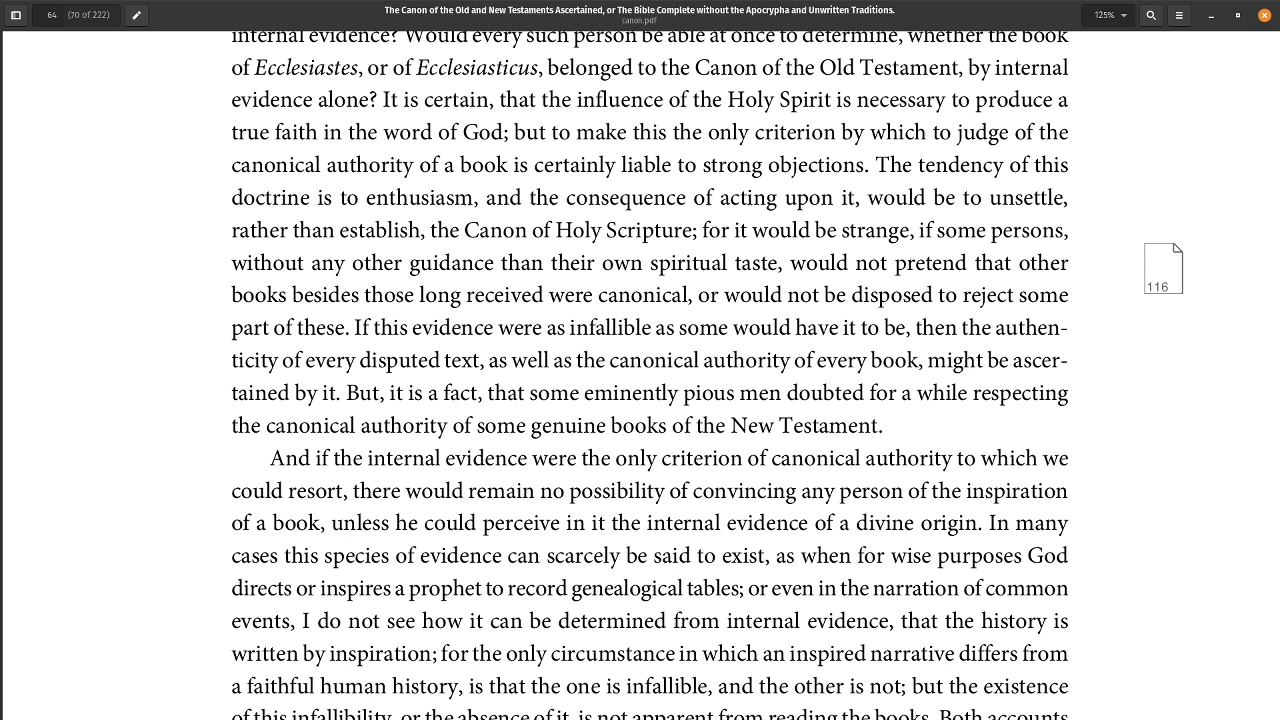 64 (70 of 222)
The Canon of the Old and New Testaments Ascertained, or The Bible Complete without the Apocrypha and Unwritten Traditions.
canon.pdf
125%
internal evidence? Would every such person be able at once to determine, whether the book
of Ecclesiastes, or of Ecclesiasticus, belonged to the Canon of the Old Testament, by internal
evidence alone? It is certain, that the influence of the Holy Spirit is necessary to produce a
true faith in the word of God; but to make this the only criterion by which to judge of the
canonical authority of a book is certainly liable to strong objections. The tendency of this
doctrine is to enthusiasm, and the consequence of acting upon it, would be to unsettle,
rather than establish, the Canon of Holy Scripture; for it would be strange, if some persons,
without any other guidance than their own spiritual taste, would not pretend that other
books besides those long received were canonical, or would not be disposed to reject some
part of these. If this evidence were as infallible as some would have it to be, then the authen-
ticity of every disputed text, as well as the canonical authority of every book, might be ascer-
tained by it. But, it is a fact, that some eminently pious men doubted for a while respecting
the canonical authority of some genuine books of the New Testament.
116
And if the internal evidence were the only criterion of canonical authority to which we
could resort, there would remain no possibility of convincing any person of the inspiration
of a book, unless he could perceive in it the internal evidence of a divine origin. In many
cases this species of evidence can scarcely be said to exist, as when for wise purposes God
directs or inspires a prophet to record genealogical tables; or even in the narration of common
events, I do not see how it can be determined from internal evidence, that the history is
written by inspiration; for the only circumstance in which an inspired narrative differs from
a faithful human history, is that the one is infallible, and the other is not; but the existence
of this infallibility, or the absence of it, is not apparent from reading the books. Both accounts